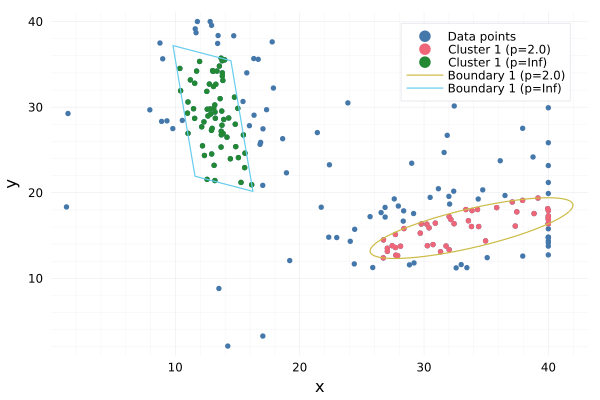 40
30
20
10
y
10
20
30
40
x
Data points
Cluster 1 (p=2.0)
Cluster 1 (p=Inf)
Boundary 1 (p=2.0)
Boundary 1 (p=Inf)